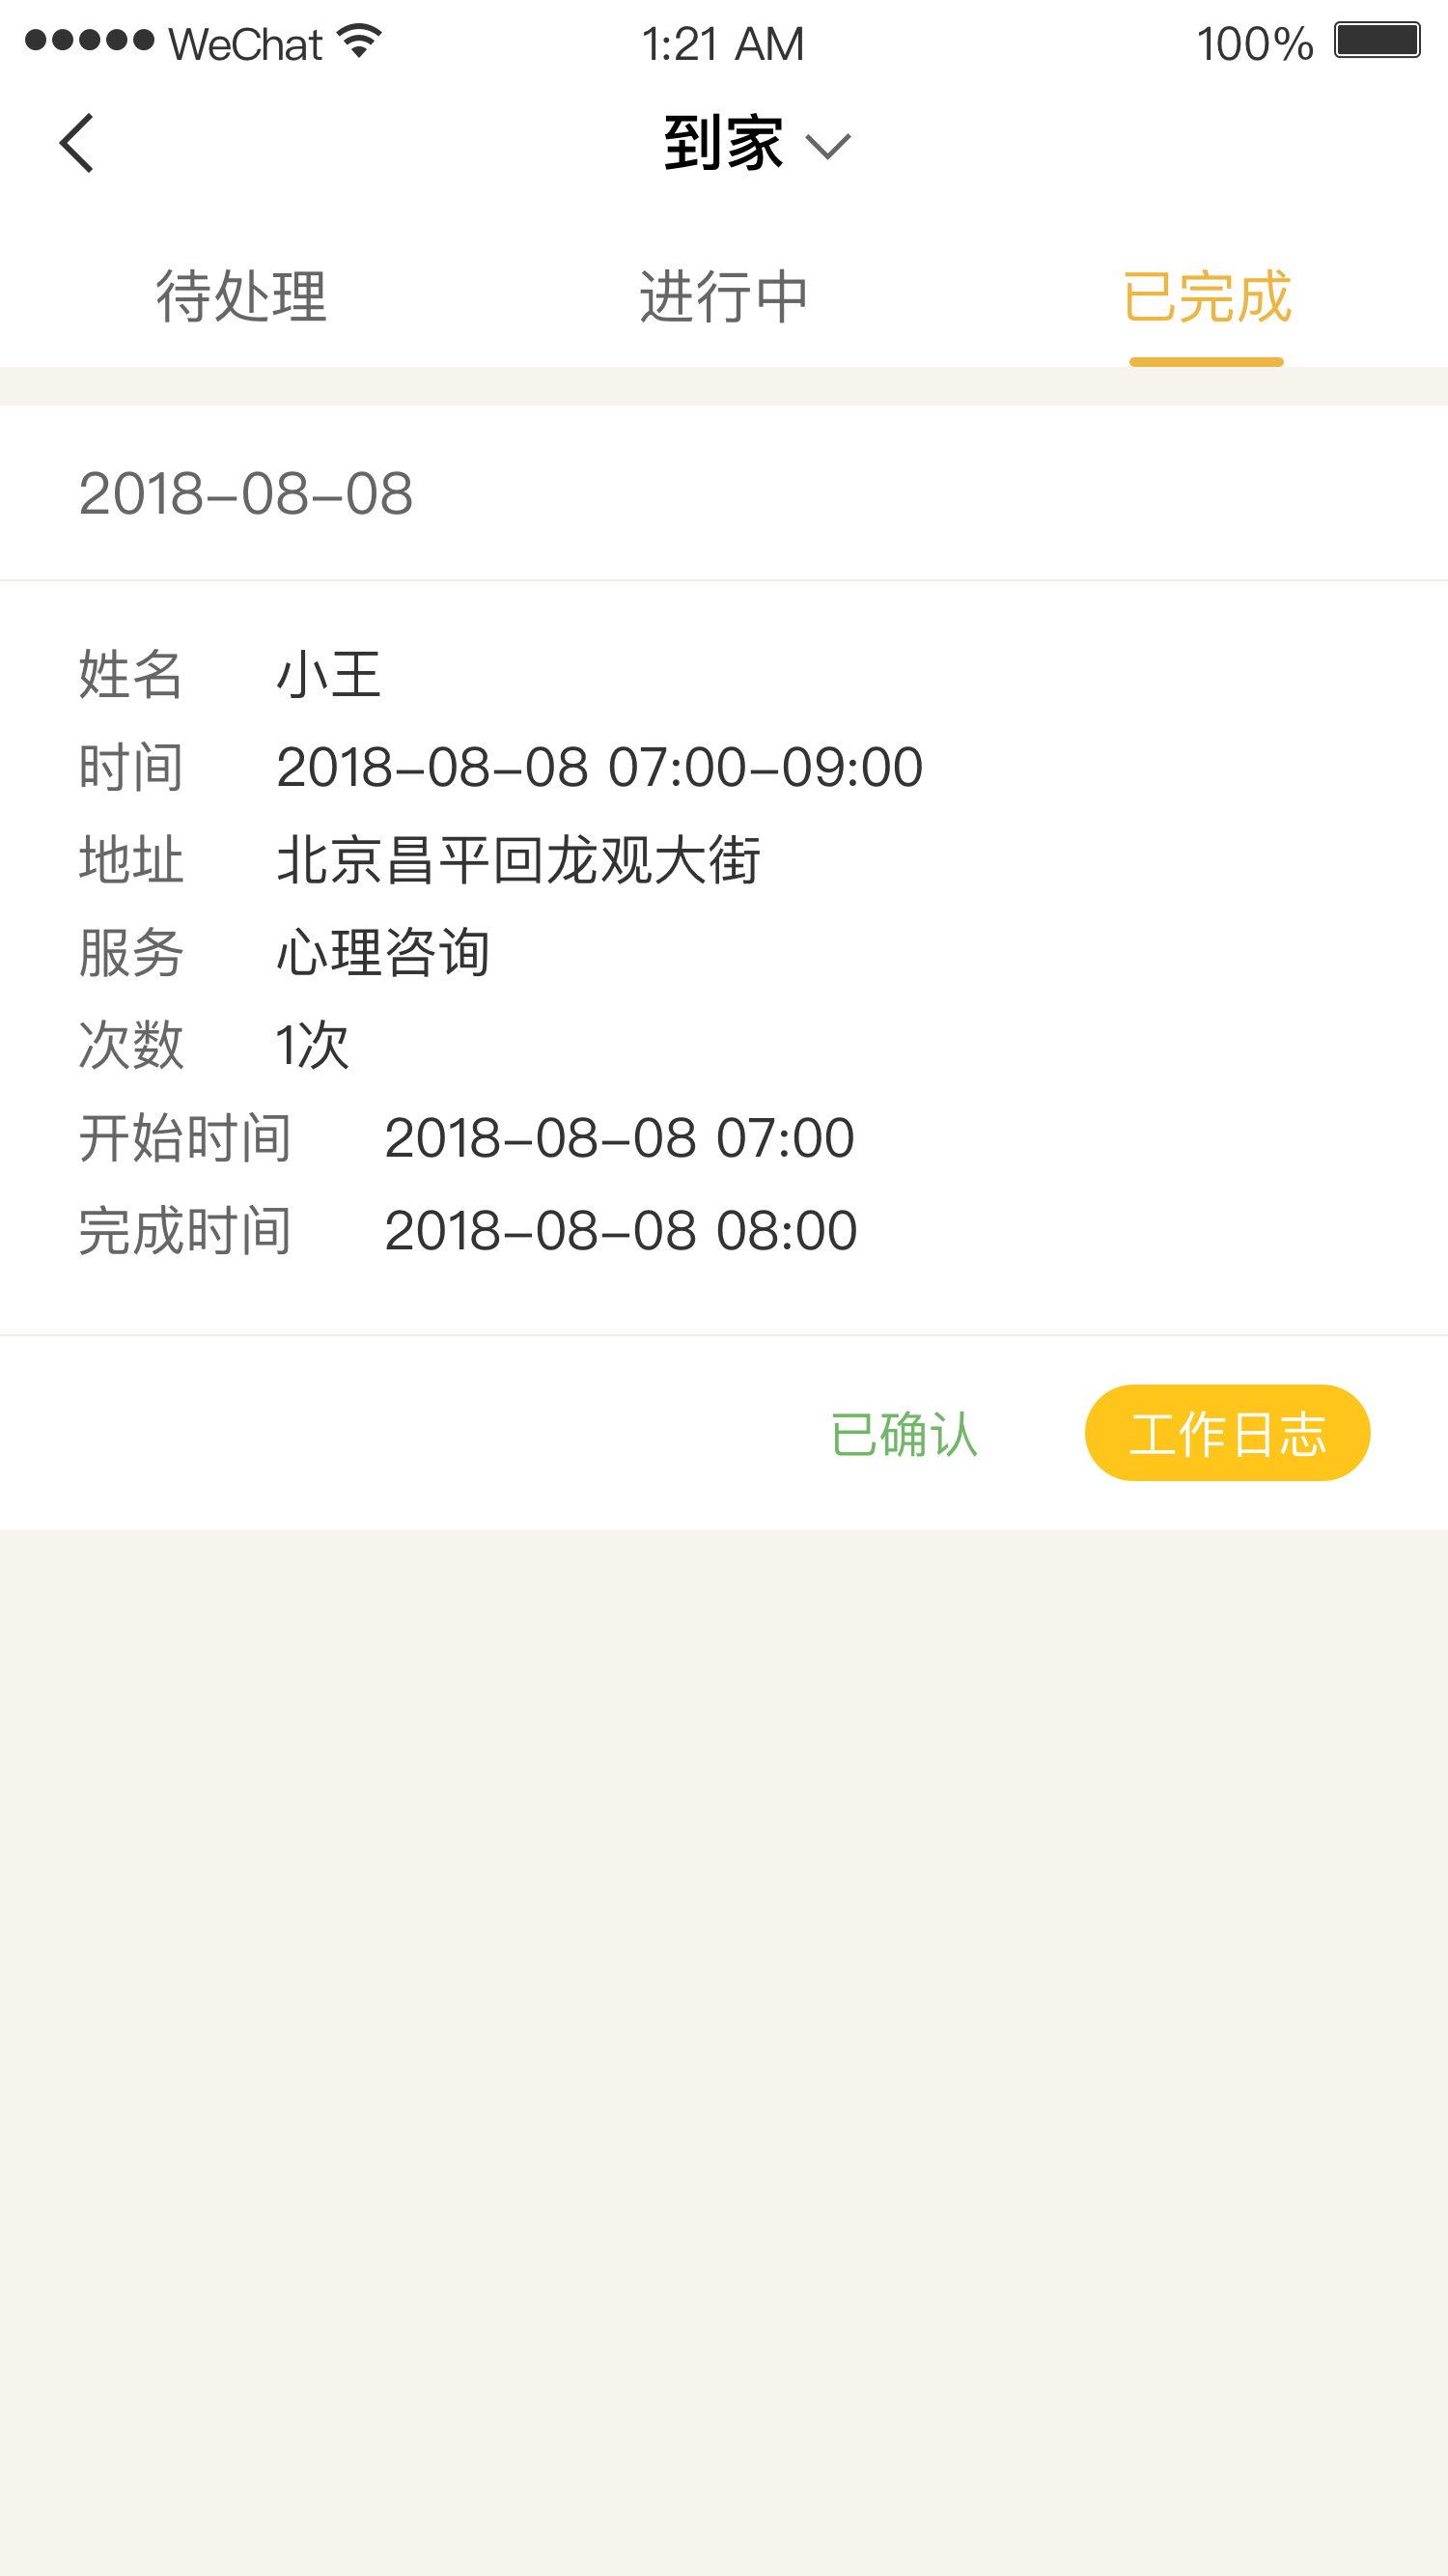 WeChat 1:21 AM 100%
到家
待处理 进行中 已完成
2018-08-08
姓名 小王
时间 2018-08-08 07:00-09:00
地址 北京昌平回龙观大街
服务 心理咨询
次数 1次
开始时间 2018-08-08 07:00
完成时间 2018-08-08 08:00
已确认 工作日志